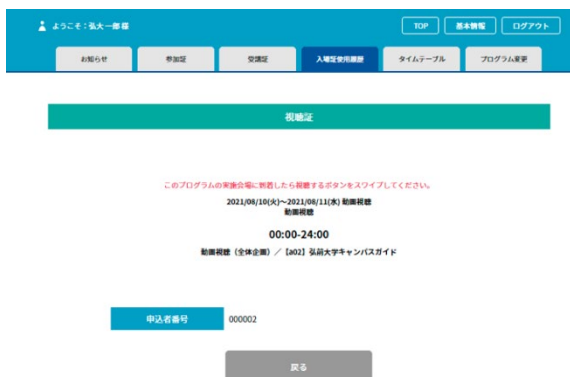 ようこそ：弘大一郎様
TOP
基本情報
ログアウト
お知らせ
参加証
受講証
入場証使用履歴
タイムテーブル
プログラム変更
視聴証
このプログラムの実施会場に到着したら視聴するボタンをスワイプしてください。
2021/08/10(火)～2021/08/11(水) 動画視聴
動画視聴
00:00-24:00
動画視聴（全体企画）／【a02】弘前大学キャンパスガイド
申込者番号
000002
戻る